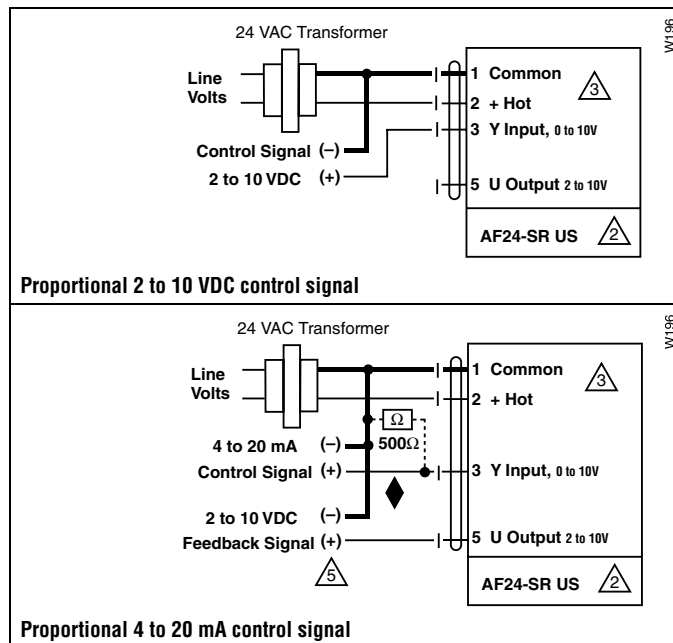 24 VAC Transformer
W196
Line
Volts
1 Common
3
2 + Hot
3 Y Input, 0 to 10V
Control Signal (–)
2 to 10 VDC (+)
5 U Output 2 to 10V
AF24-SR US 2
Proportional 2 to 10 VDC control signal
24 VAC Transformer
W196
Line
Volts
1 Common
3
2 + Hot
Ω
500Ω
4 to 20 mA (–)
Control Signal (+)
3 Y Input, 0 to 10V
2 to 10 VDC (–)
Feedback Signal (+)
5 U Output 2 to 10V
5
AF24-SR US 2
Proportional 4 to 20 mA control signal